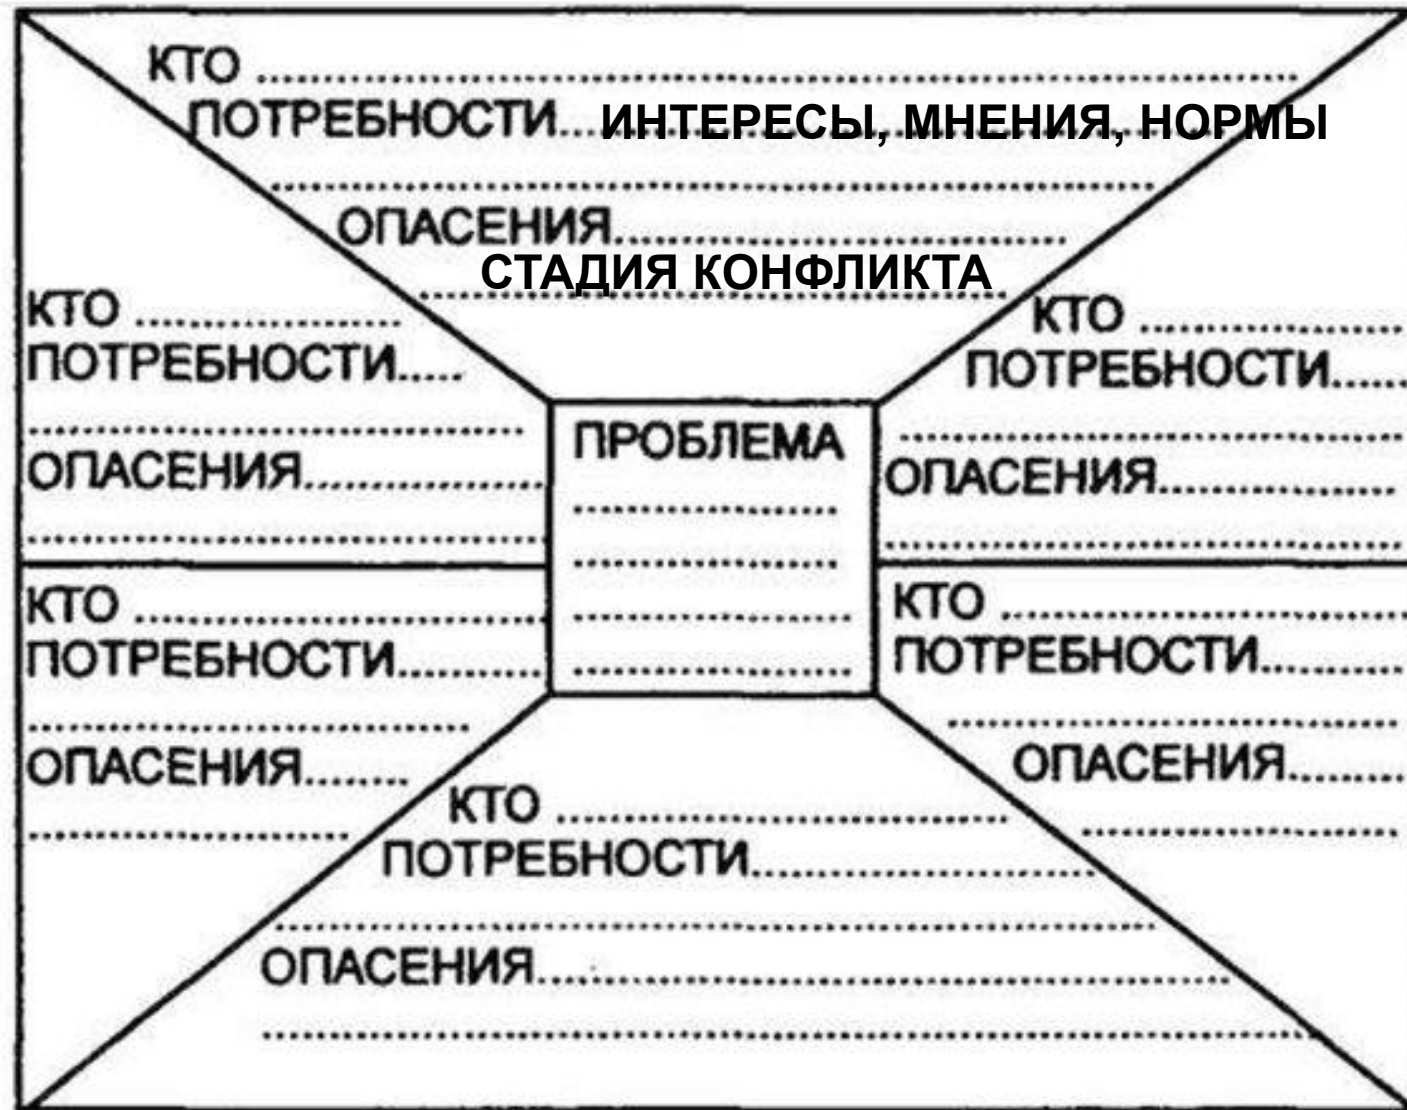 КТО ..........
ПОТРЕБНОСТИ... ИНТЕРЕСЫ, МНЕНИЯ, НОРМЫ
ОПАСЕНИЯ..........
СТАДИЯ КОНФЛИКТА
КТО ..........
ПОТРЕБНОСТИ.....
ОПАСЕНИЯ..........
КТО ..........
ПОТРЕБНОСТИ......
ОПАСЕНИЯ..........
ПРОБЛЕМА
КТО ..........
ПОТРЕБНОСТИ..........
ОПАСЕНИЯ........
КТО ..........
ПОТРЕБНОСТИ..........
ОПАСЕНИЯ.........
КТО ..........
ПОТРЕБНОСТИ..........
ОПАСЕНИЯ..........